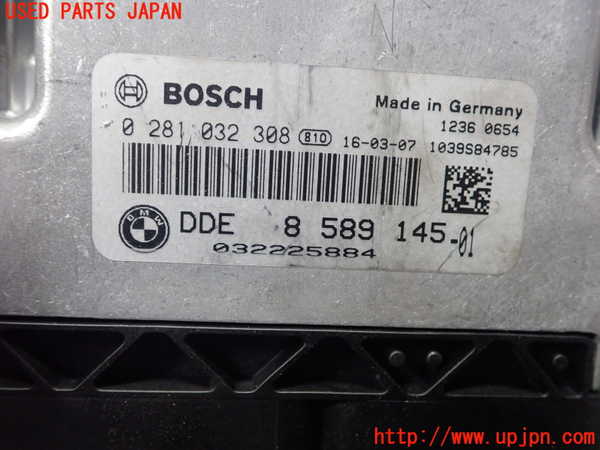 USED PARTS JAPAN
BOSCH
Made in Germany
1236 0654
0 281 032 308 810 16-03-07 1039S84785
BMW
DDE 8 589 145-01
032225884
http://www.upjpn.com/